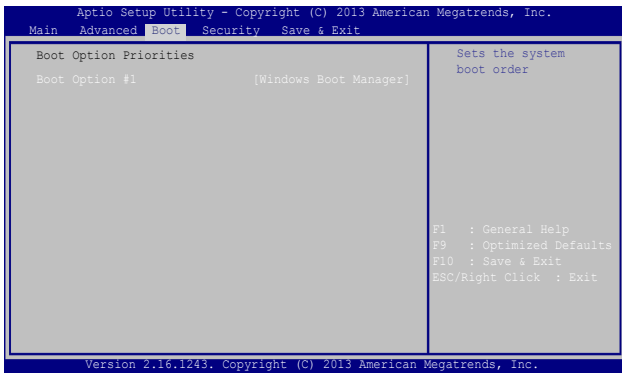 Aptio Setup Utility - Copyright (C) 2013 American Megatrends, Inc.
Main Advanced Boot Security Save & Exit
Boot Option Priorities
Boot Option #1 [Windows Boot Manager]
Sets the system
boot order
F1 : General Help
F9 : Optimized Defaults
F10 : Save & Exit
ESC/Right Click : Exit
Version 2.16.1243. Copyright (C) 2013 American Megatrends, Inc.